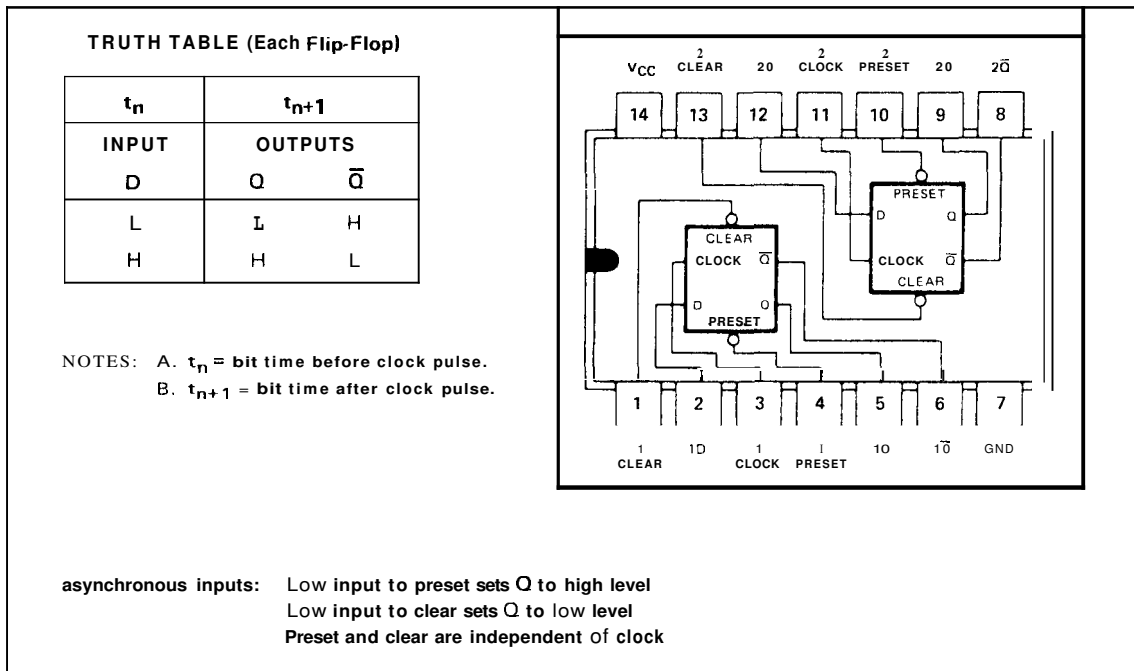 TRUTH TABLE (Each Flip-Flop)
tn tn+1
INPUT OUTPUTS
D Q Q̅
L L H
H H L
NOTES: A. tn = bit time before clock pulse.
B. tn+1 = bit time after clock pulse.
VCC 2 CLEAR 20 2 CLOCK 2 PRESET 20 2Q̅
14 13 12 11 10 9 8
PRESET
D Q
CLOCK Q̅
CLEAR
CLEAR
CLOCK Q̅
D Q
PRESET
1 2 3 4 5 6 7
1 CLEAR 1D 1 CLOCK 1 PRESET 1O 1O̅ GND
asynchronous inputs: Low input to preset sets Q to high level
Low input to clear sets Q to low level
Preset and clear are independent of clock